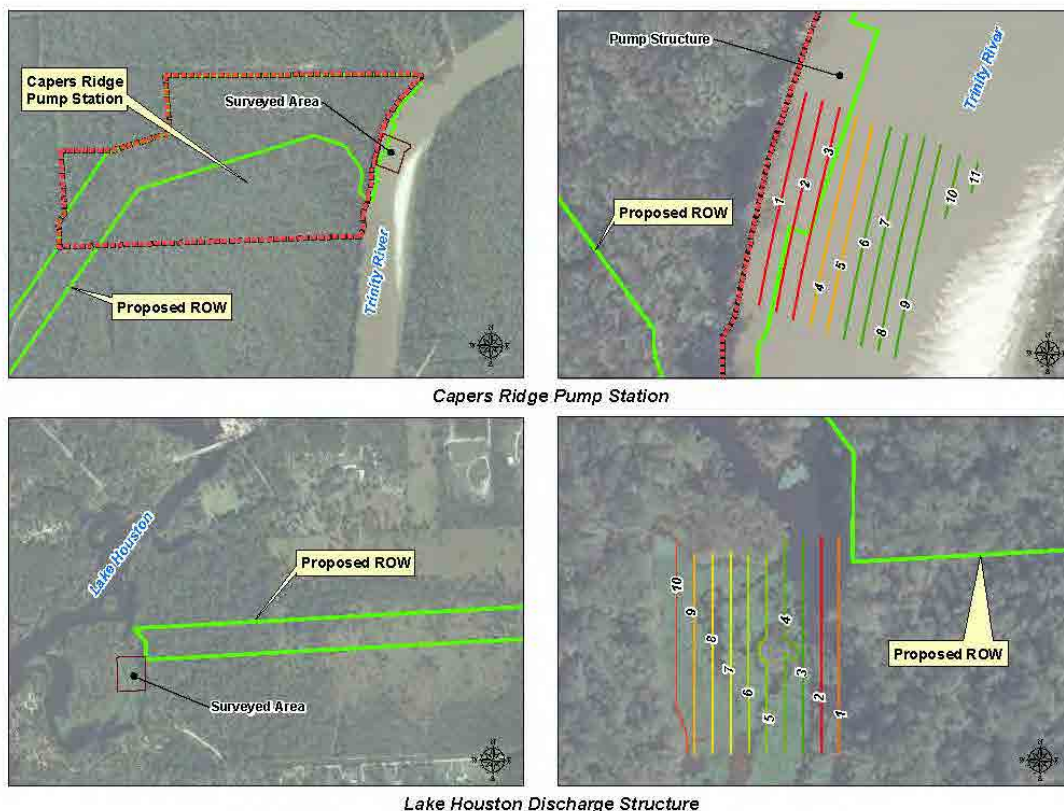 Capers Ridge
Pump Station
Surveyed Area
Trinity River
Proposed ROW
Pump Structure
Trinity River
Proposed ROW
1
2
3
4
5
6
7
8
9
10
11
Capers Ridge Pump Station
Lake Houston
Proposed ROW
Surveyed Area
10
9
8
7
6
5
4
3
2
1
Proposed ROW
Lake Houston Discharge Structure